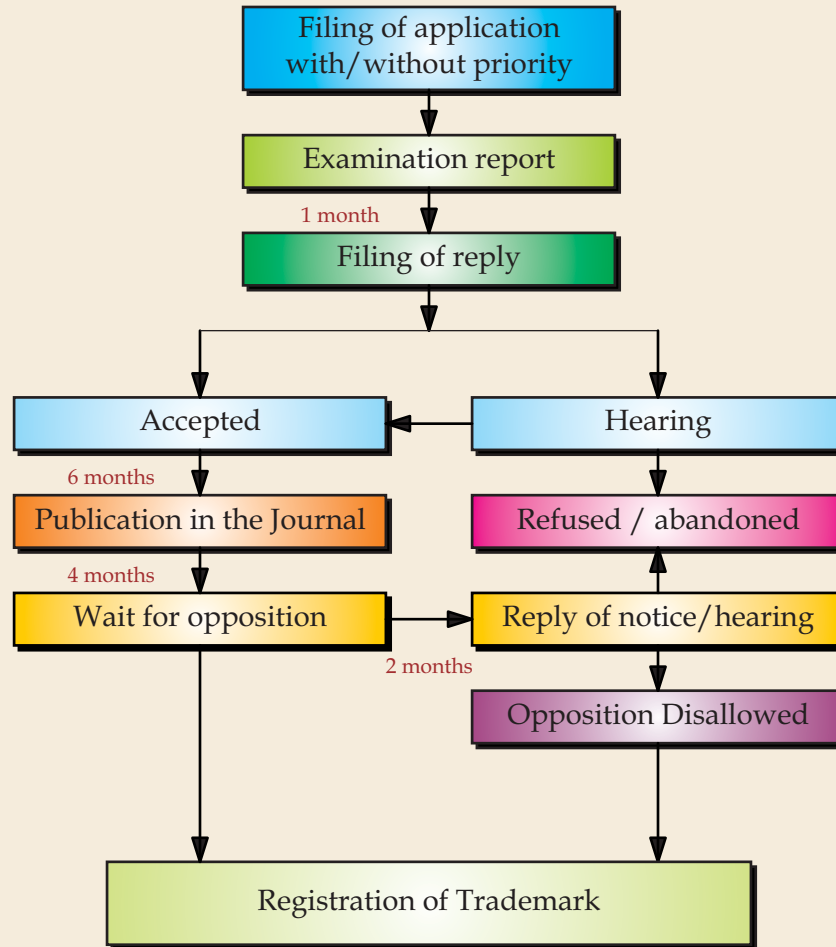 Filing of application
with/without priority
Examination report
1 month
Filing of reply
Accepted
Hearing
6 months
Publication in the Journal
Refused / abandoned
4 months
Wait for opposition
Reply of notice/hearing
2 months
Opposition Disallowed
Registration of Trademark